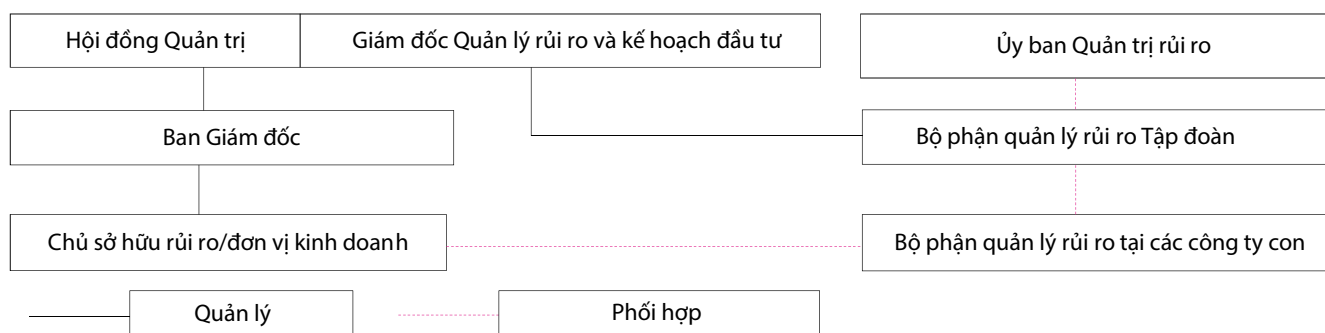 Hội đồng Quản trị
Giám đốc Quản lý rủi ro và kế hoạch đầu tư
Ủy ban Quản trị rủi ro
Ban Giám đốc
Bộ phận quản lý rủi ro Tập đoàn
Chủ sở hữu rủi ro/đơn vị kinh doanh
Bộ phận quản lý rủi ro tại các công ty con
Quản lý
Phối hợp